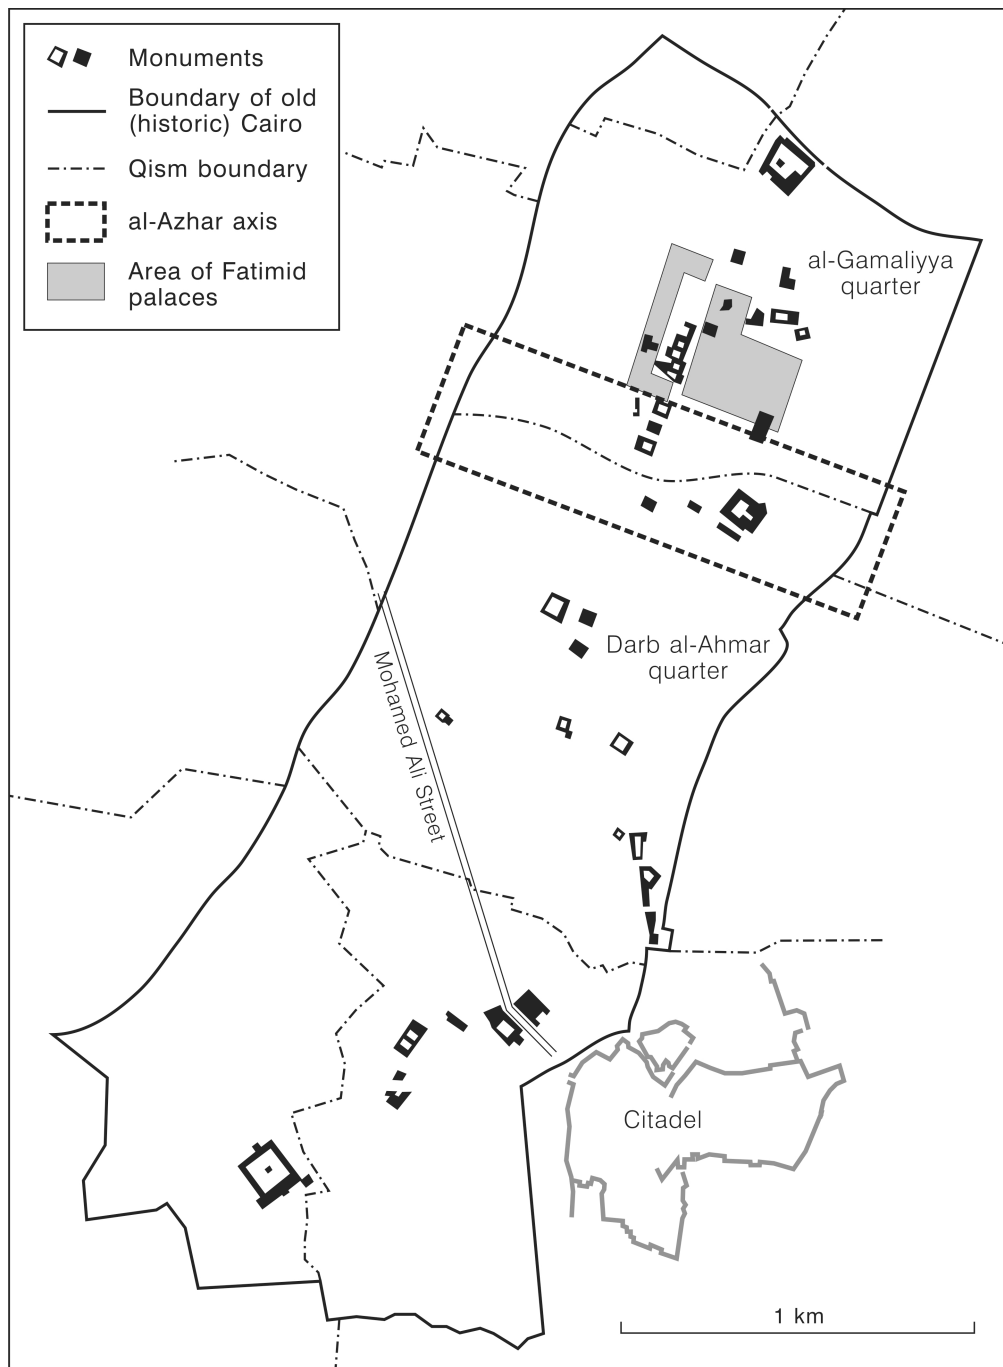 Monuments
Boundary of old
(historic) Cairo
Qism boundary
al-Azhar axis
Area of Fatimid
palaces
al-Gamaliyya
quarter
Darb al-Ahmar
quarter
Mohamed Ali Street
Citadel
1 km